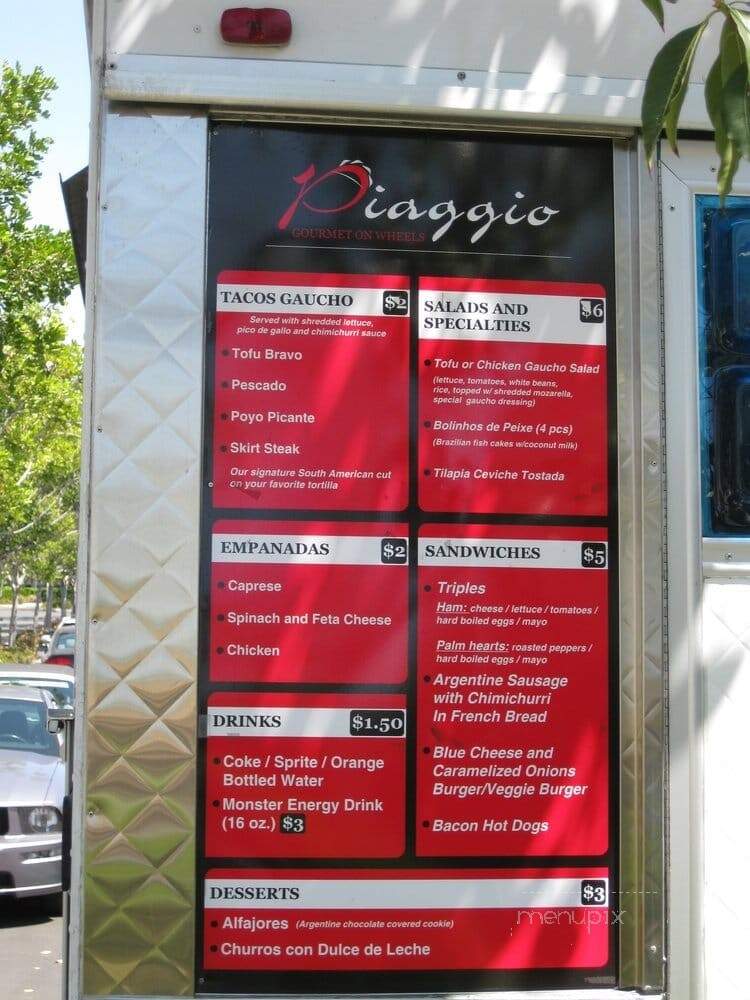 Piaggio
GOURMET ON WHEELS
TACOS GAUCHO $2
Served with shredded lettuce,
pico de gallo and chimichurri sauce
Tofu Bravo
Pescado
Poyo Picante
Skirt Steak
Our signature South American cut
on your favorite tortilla
EMPANADAS $2
Caprese
Spinach and Feta Cheese
Chicken
DRINKS $1.50
Coke / Sprite / Orange
Bottled Water
Monster Energy Drink
(16 oz.) $3
SALADS AND $6
SPECIALTIES
Tofu or Chicken Gaucho Salad
(lettuce, tomatoes, white beans,
rice, topped w/ shredded mozarella,
special gaucho dressing)
Bolinhos de Peixe (4 pcs)
(Brazilian fish cakes w/coconut milk)
Tilapia Ceviche Tostada
SANDWICHES $5
Triples
Ham: cheese / lettuce / tomatoes /
hard boiled eggs / mayo
Palm hearts: roasted peppers /
hard boiled eggs / mayo
Argentine Sausage
with Chimichurri
In French Bread
Blue Cheese and
Caramelized Onions
Burger/Veggie Burger
Bacon Hot Dogs
DESSERTS $3
Alfajores (Argentine chocolate covered cookie)
Churros con Dulce de Leche
menupix